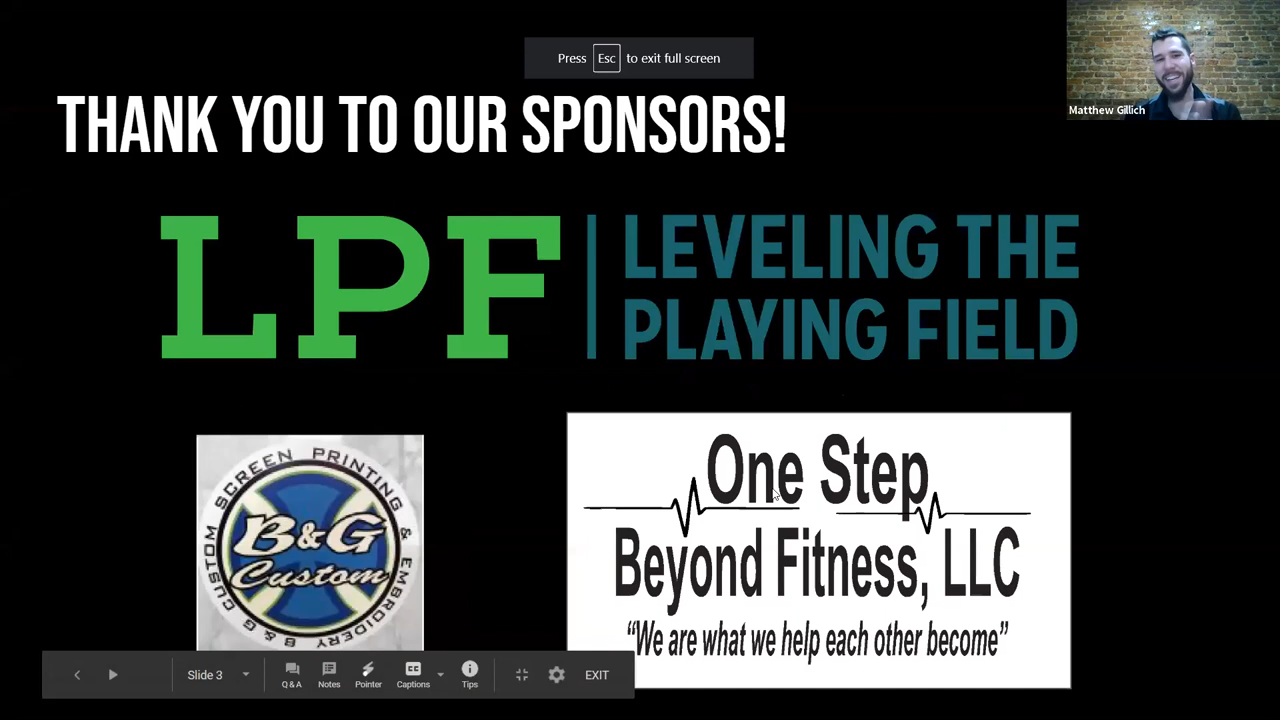 Press Esc to exit full screen
Matthew Gillich
THANK YOU TO OUR SPONSORS!
LPF
LEVELING THE
PLAYING FIELD
CUSTOM SCREEN PRINTING & EMBROIDERY B & G
B&G
Custom
One Step
Beyond Fitness, LLC
“We are what we help each other become”
Slide 3
Q & A
Notes
Pointer
Captions
Tips
EXIT